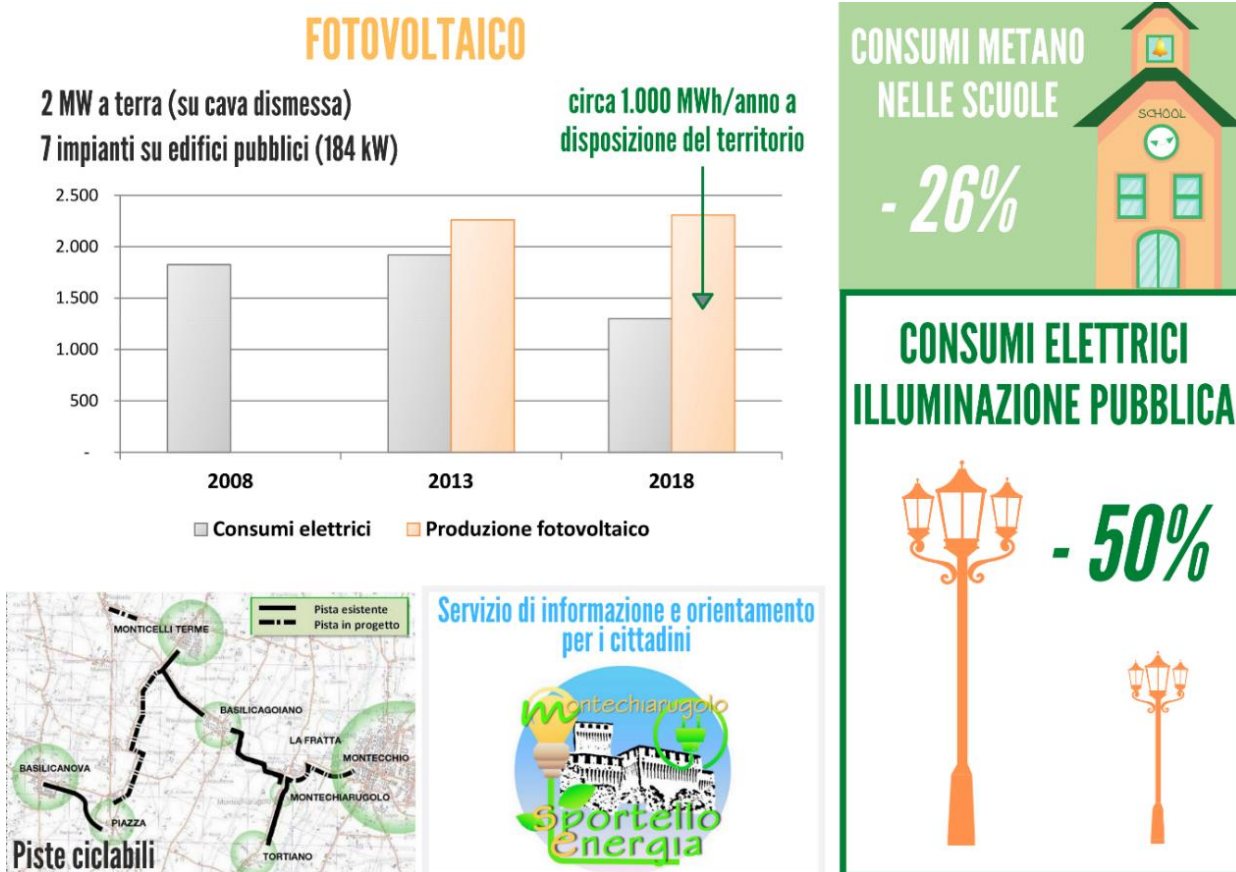 FOTOVOLTAICO
2 MW a terra (su cava dismessa)
7 impianti su edifici pubblici (184 kW)
circa 1.000 MWh/anno a
disposizione del territorio
2.500
2.000
1.500
1.000
500
-
2008
2013
2018
Consumi elettrici
Produzione fotovoltaico
CONSUMI METANO
NELLE SCUOLE
- 26%
SCHOOL
CONSUMI ELETTRICI
ILLUMINAZIONE PUBBLICA
- 50%
Pista esistente
Pista in progetto
MONTICELLI TERME
BASILICAGOIANO
LA FRATTA
MONTECCHIO
BASILICANOVA
MONTECHIARUGOLO
PIAZZA
TORTIANO
Piste ciclabili
Servizio di informazione e orientamento
per i cittadini
montechiarugolo
Sportello
energia